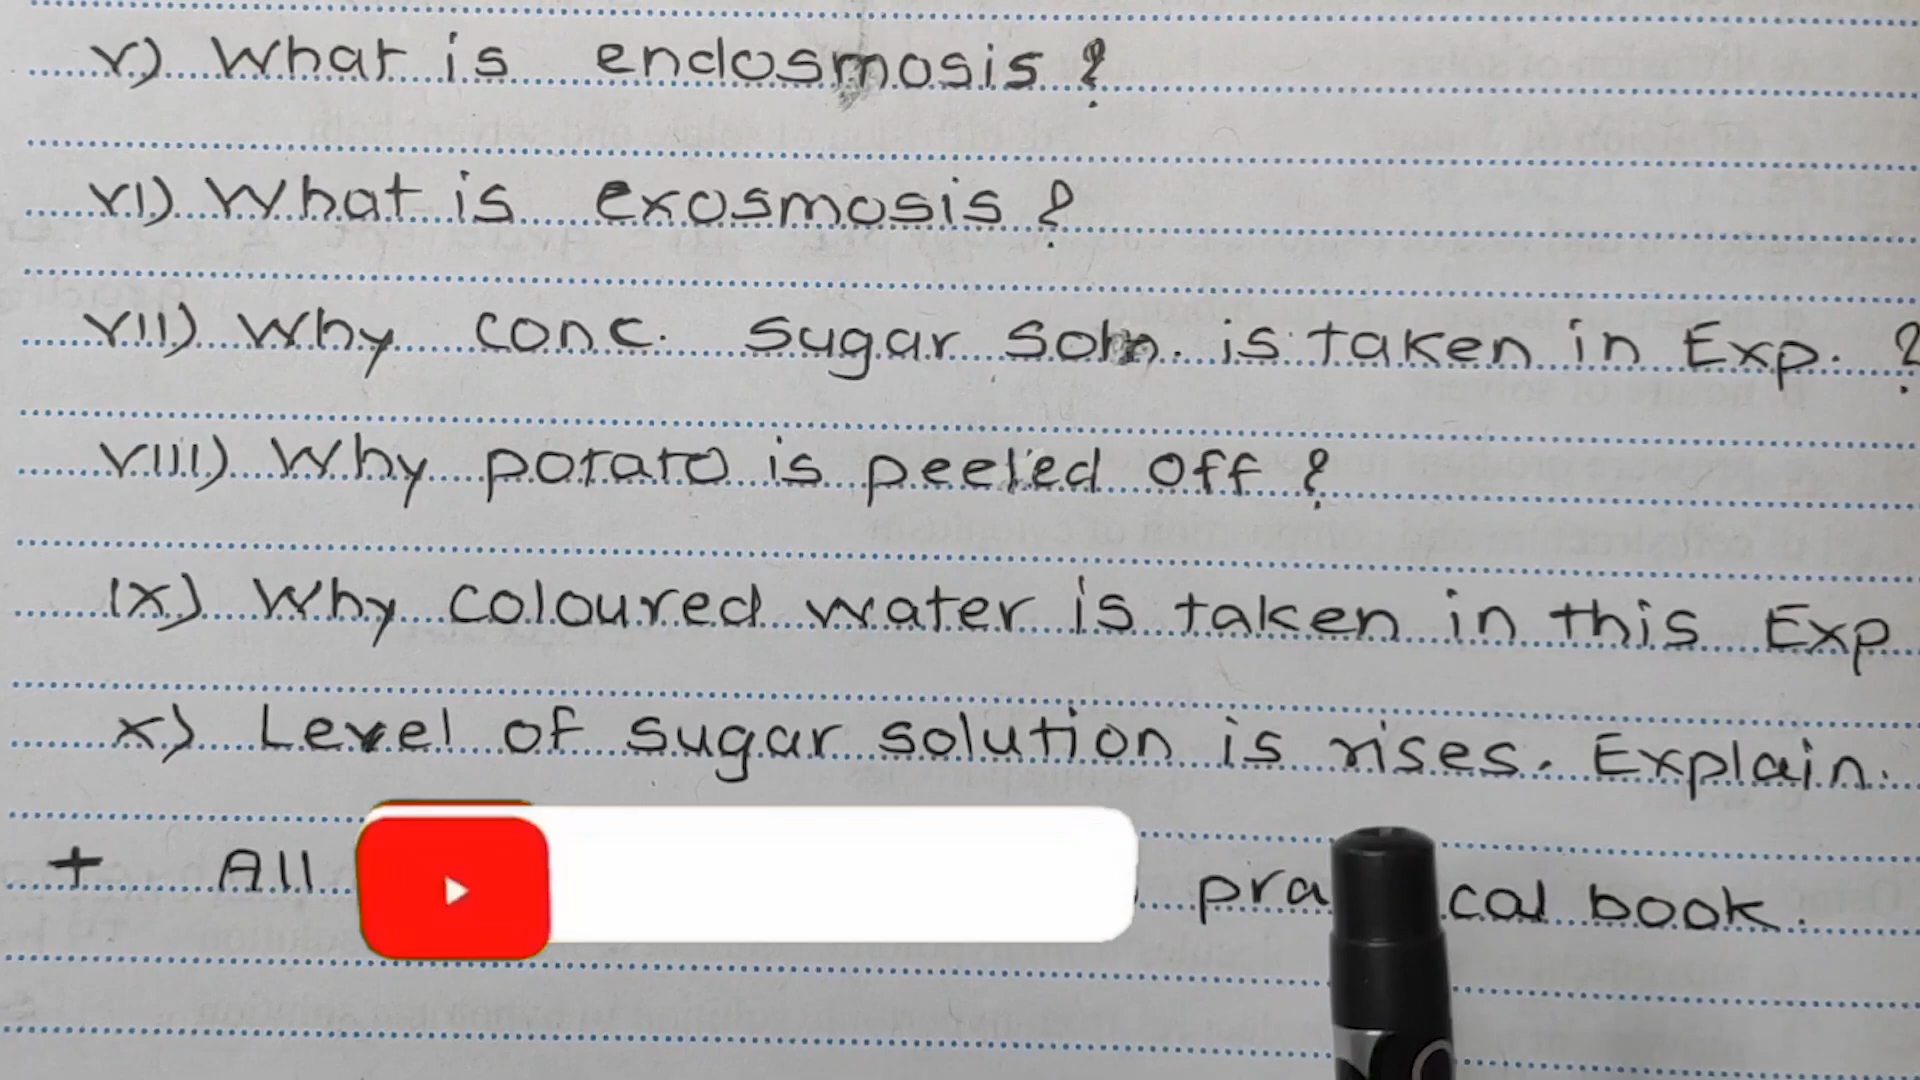 v) What is endosmosis?
vi) What is exosmosis?
vii) Why conc. sugar soln. is taken in Exp. ?
viii) Why potato is peeled off?
ix) Why coloured water is taken in this Exp
x) Level of sugar solution is rises. Explain.
+ All book.